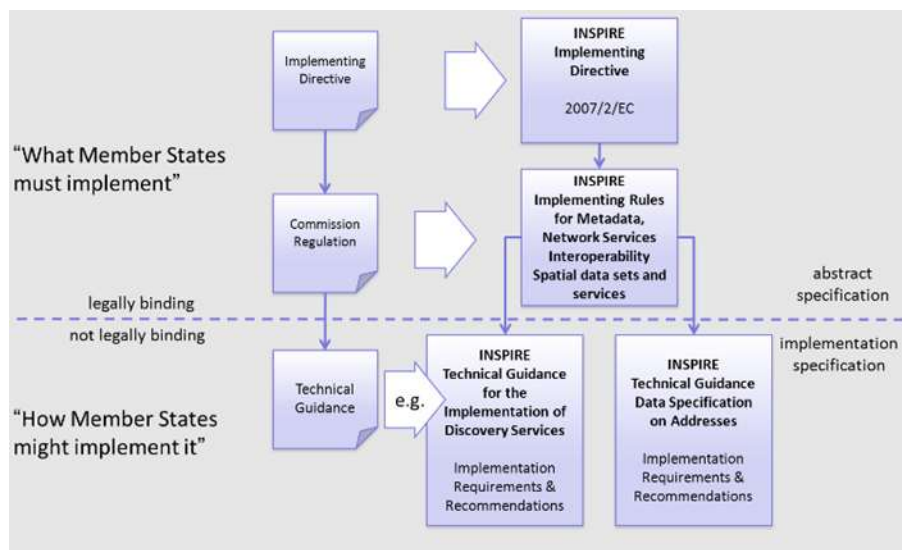 Implementing
Directive
INSPIRE
Implementing
Directive
2007/2/EC
“What Member States
must implement”
Commission
Regulation
INSPIRE
Implementing Rules
for Metadata,
Network Services
Interoperability
Spatial data sets and
services
abstract
specification
legally binding
not legally binding
implementation
specification
Technical
Guidance
e.g.
INSPIRE
Technical Guidance
for the
Implementation of
Discovery Services
Implementation
Requirements &
Recommendations
INSPIRE
Technical Guidance
Data Specification
on Addresses
Implementation
Requirements &
Recommendations
“How Member States
might implement it”